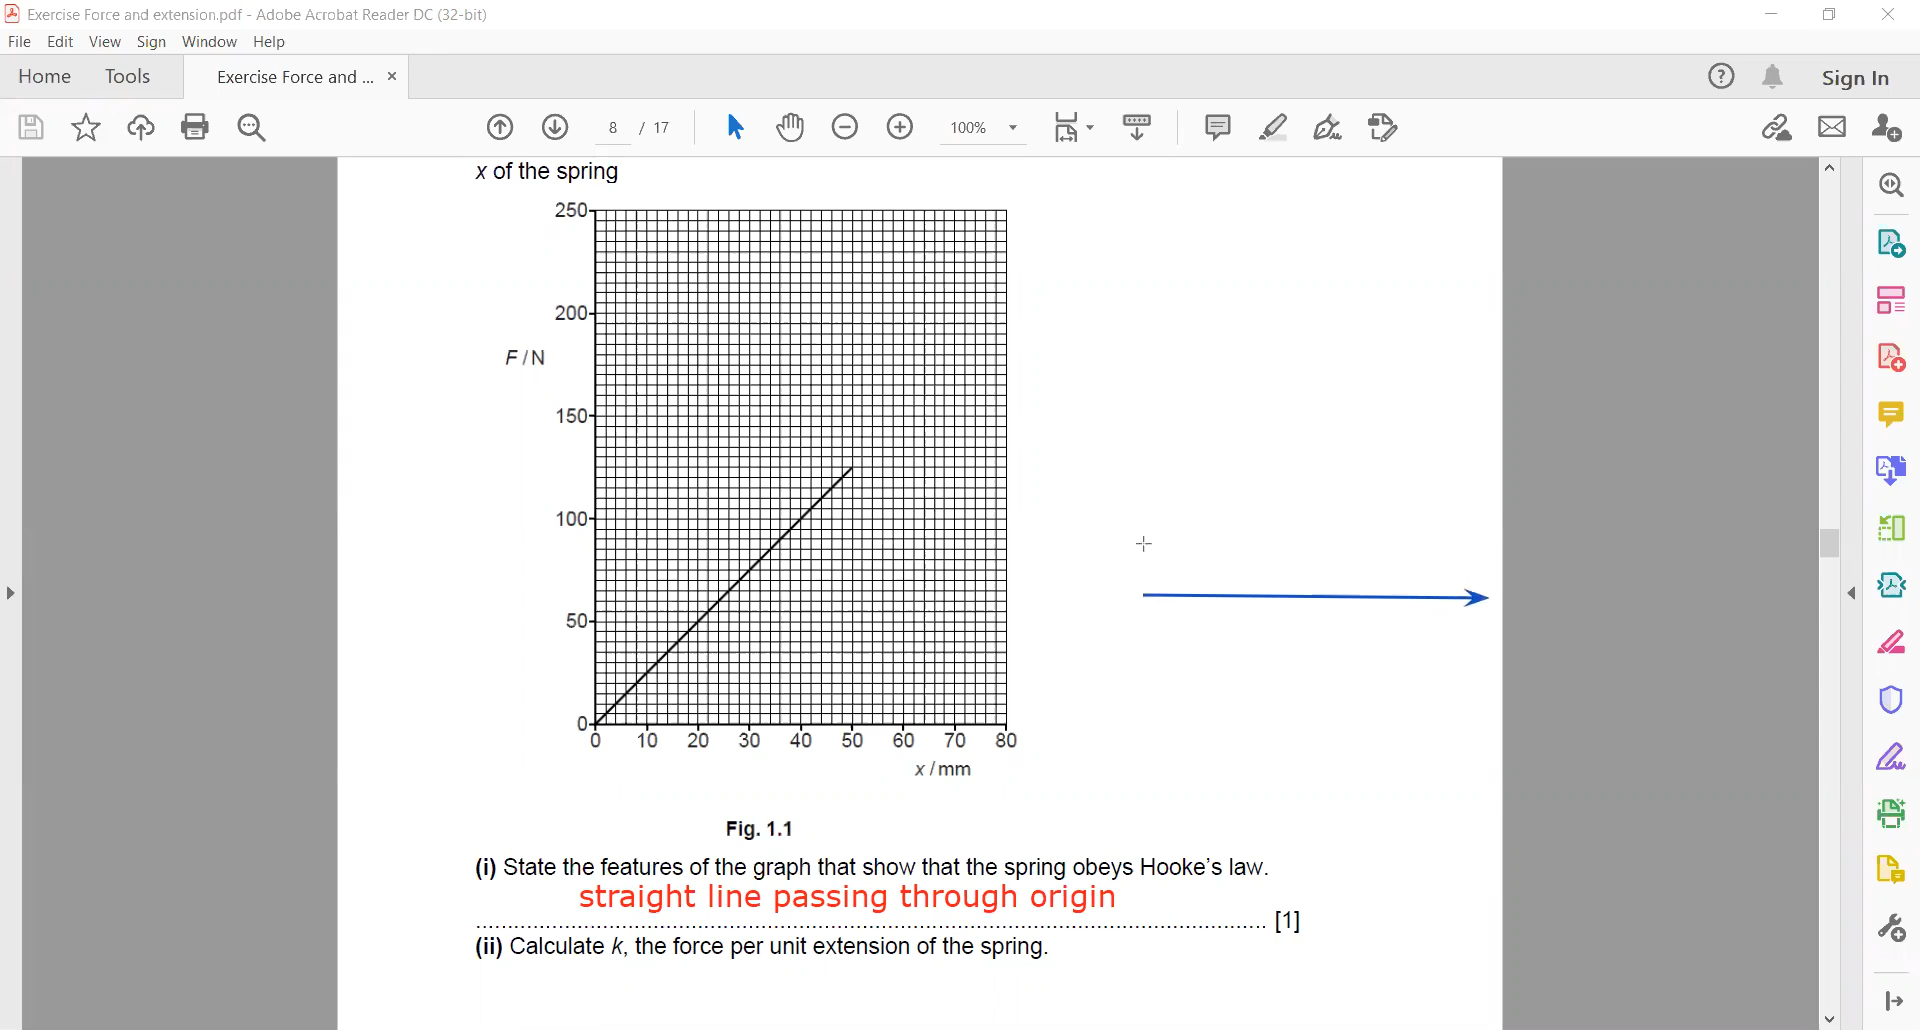 Exercise Force and extension.pdf - Adobe Acrobat Reader DC (32-bit)
File Edit View Sign Window Help
Home Tools Exercise Force and ... × Sign In
8 / 17 100%
x of the spring
250
200
F / N
150
100
50
0
0 10 20 30 40 50 60 70 80
x / mm
Fig. 1.1
(i) State the features of the graph that show that the spring obeys Hooke’s law.
straight line passing through origin
........................................................................................................................ [1]
(ii) Calculate k, the force per unit extension of the spring.